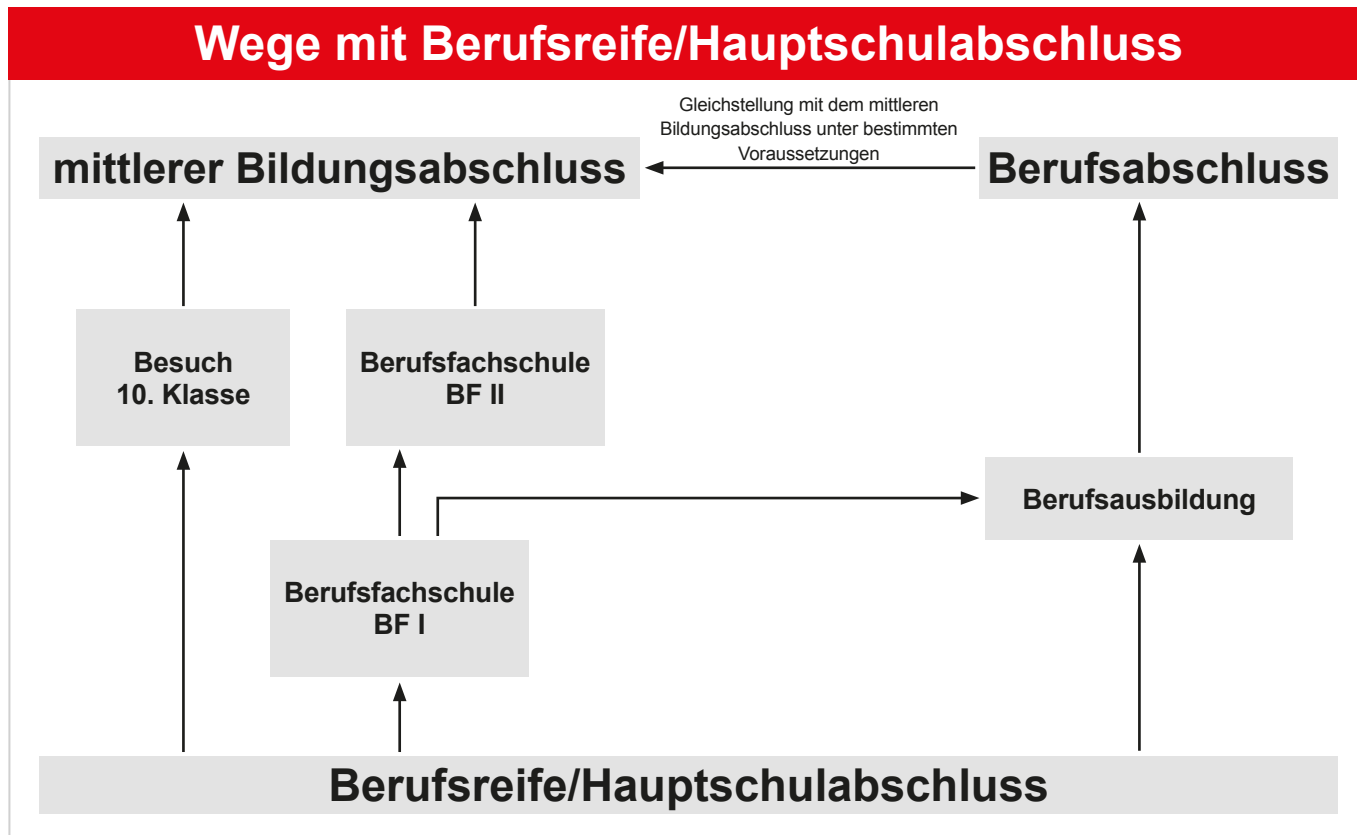 Wege mit Berufsreife/Hauptschulabschluss
Gleichstellung mit dem mittleren
Bildungsabschluss unter bestimmten
Voraussetzungen
mittlerer Bildungsabschluss
Berufsabschluss
Besuch
10. Klasse
Berufsfachschule
BF II
Berufsausbildung
Berufsfachschule
BF I
Berufsreife/Hauptschulabschluss